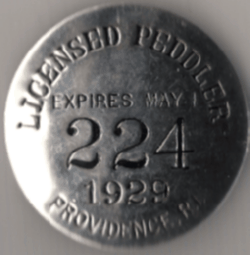 LICENSED PEDDLER
EXPIRES MAY 1
224
1929
PROVIDENCE, R.I.